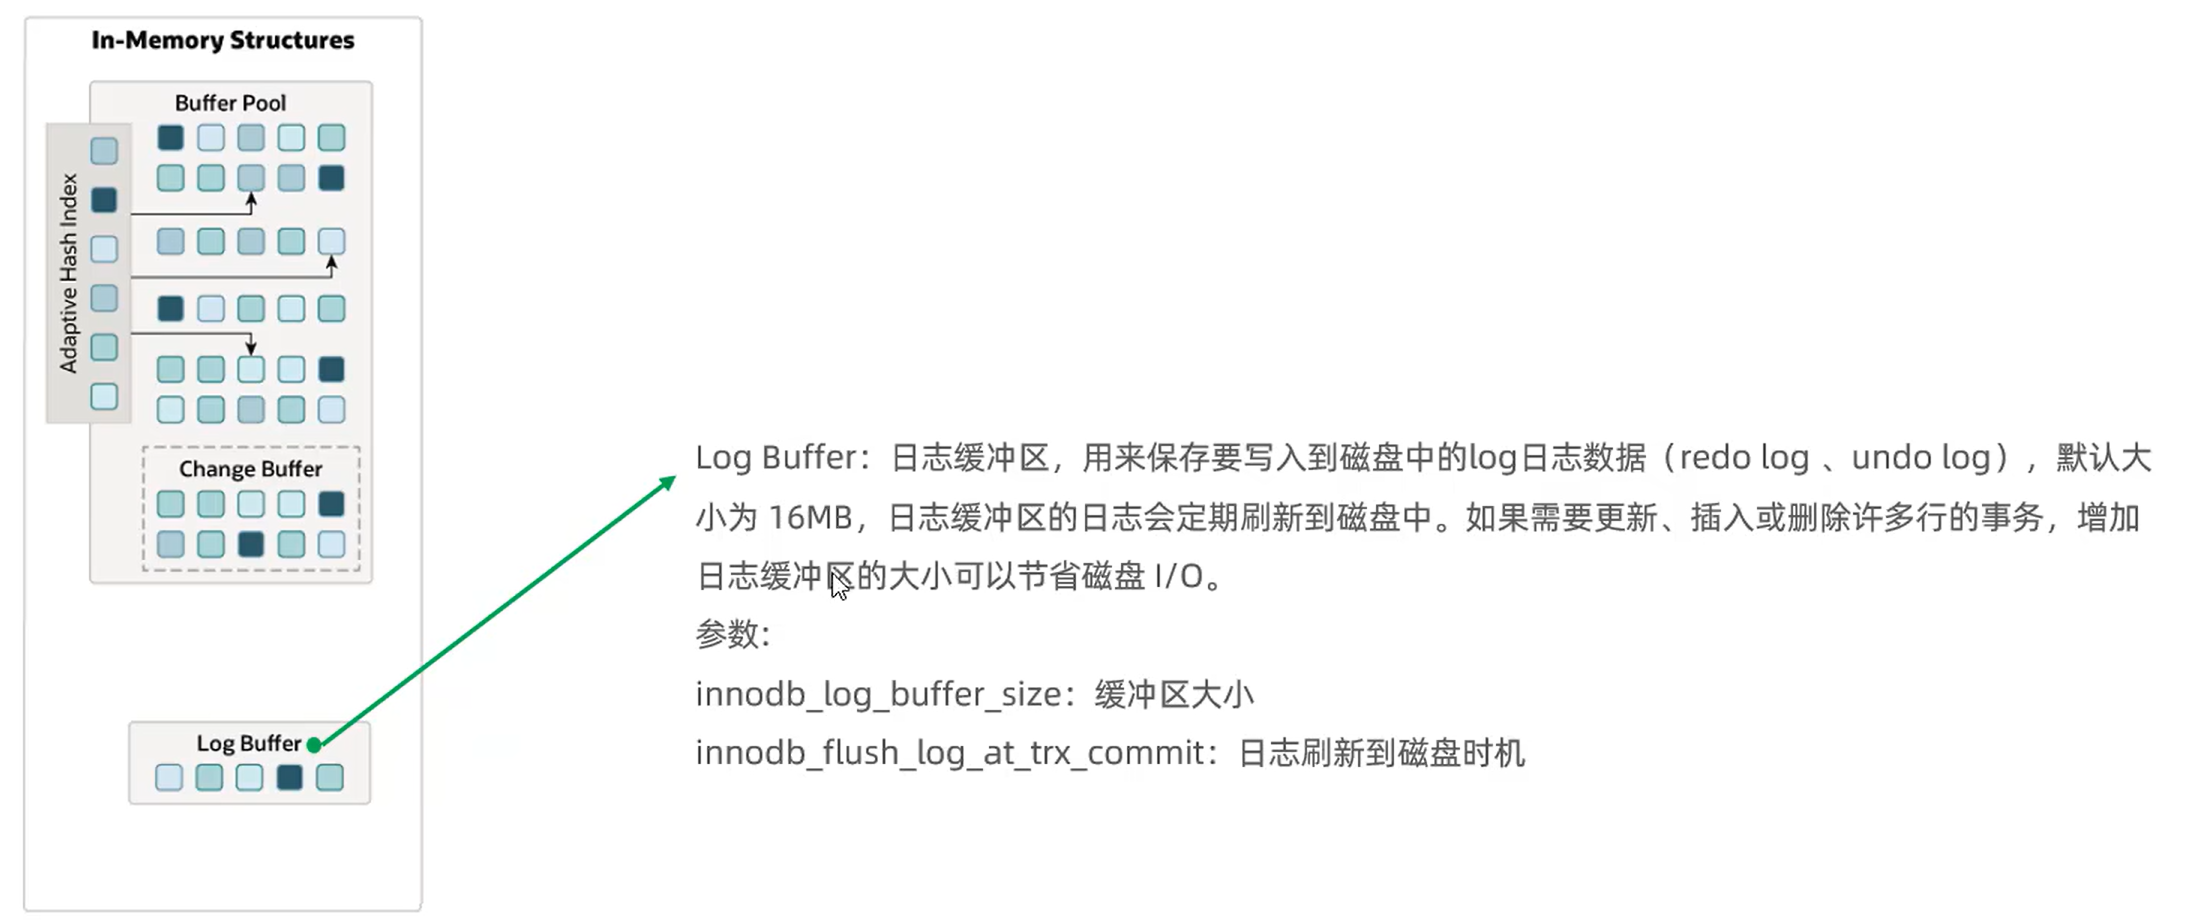 In-Memory Structures
Buffer Pool
Adaptive Hash Index
Change Buffer
Log Buffer
Log Buffer：日志缓冲区，用来保存要写入到磁盘中的log日志数据（redo log 、undo log），默认大
小为 16MB，日志缓冲区的日志会定期刷新到磁盘中。如果需要更新、插入或删除许多行的事务，增加
日志缓冲区的大小可以节省磁盘 I/O。
参数：
innodb_log_buffer_size：缓冲区大小
innodb_flush_log_at_trx_commit：日志刷新到磁盘时机